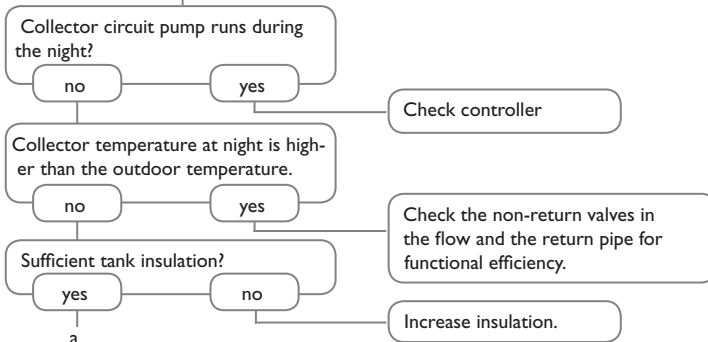 Collector circuit pump runs during
the night?
no
yes
Check controller
Collector temperature at night is high-
er than the outdoor temperature.
no
yes
Check the non-return valves in
the flow and the return pipe for
functional efficiency.
Sufficient tank insulation?
yes
no
Increase insulation.
a